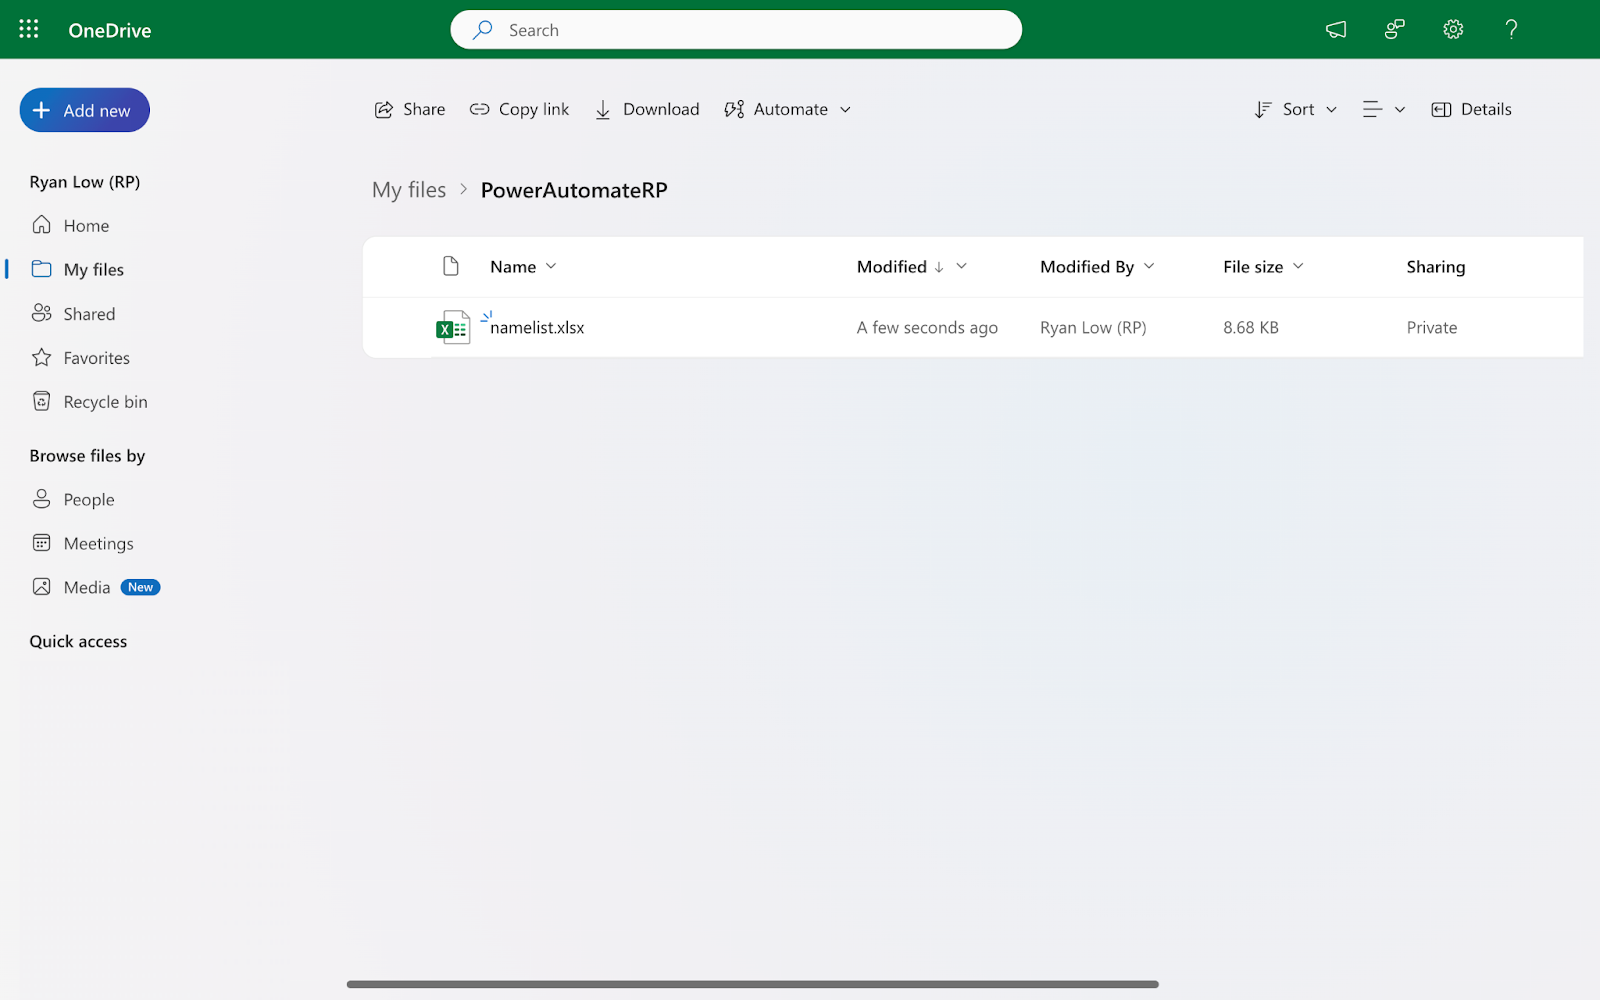 OneDrive
Search
Add new
Share Copy link Download Automate Sort Details
Ryan Low (RP)
Home
My files
Shared
Favorites
Recycle bin
Browse files by
People
Meetings
Media New
Quick access
My files > PowerAutomateRP
Name Modified ↓ Modified By File size Sharing
namelist.xlsx A few seconds ago Ryan Low (RP) 8.68 KB Private